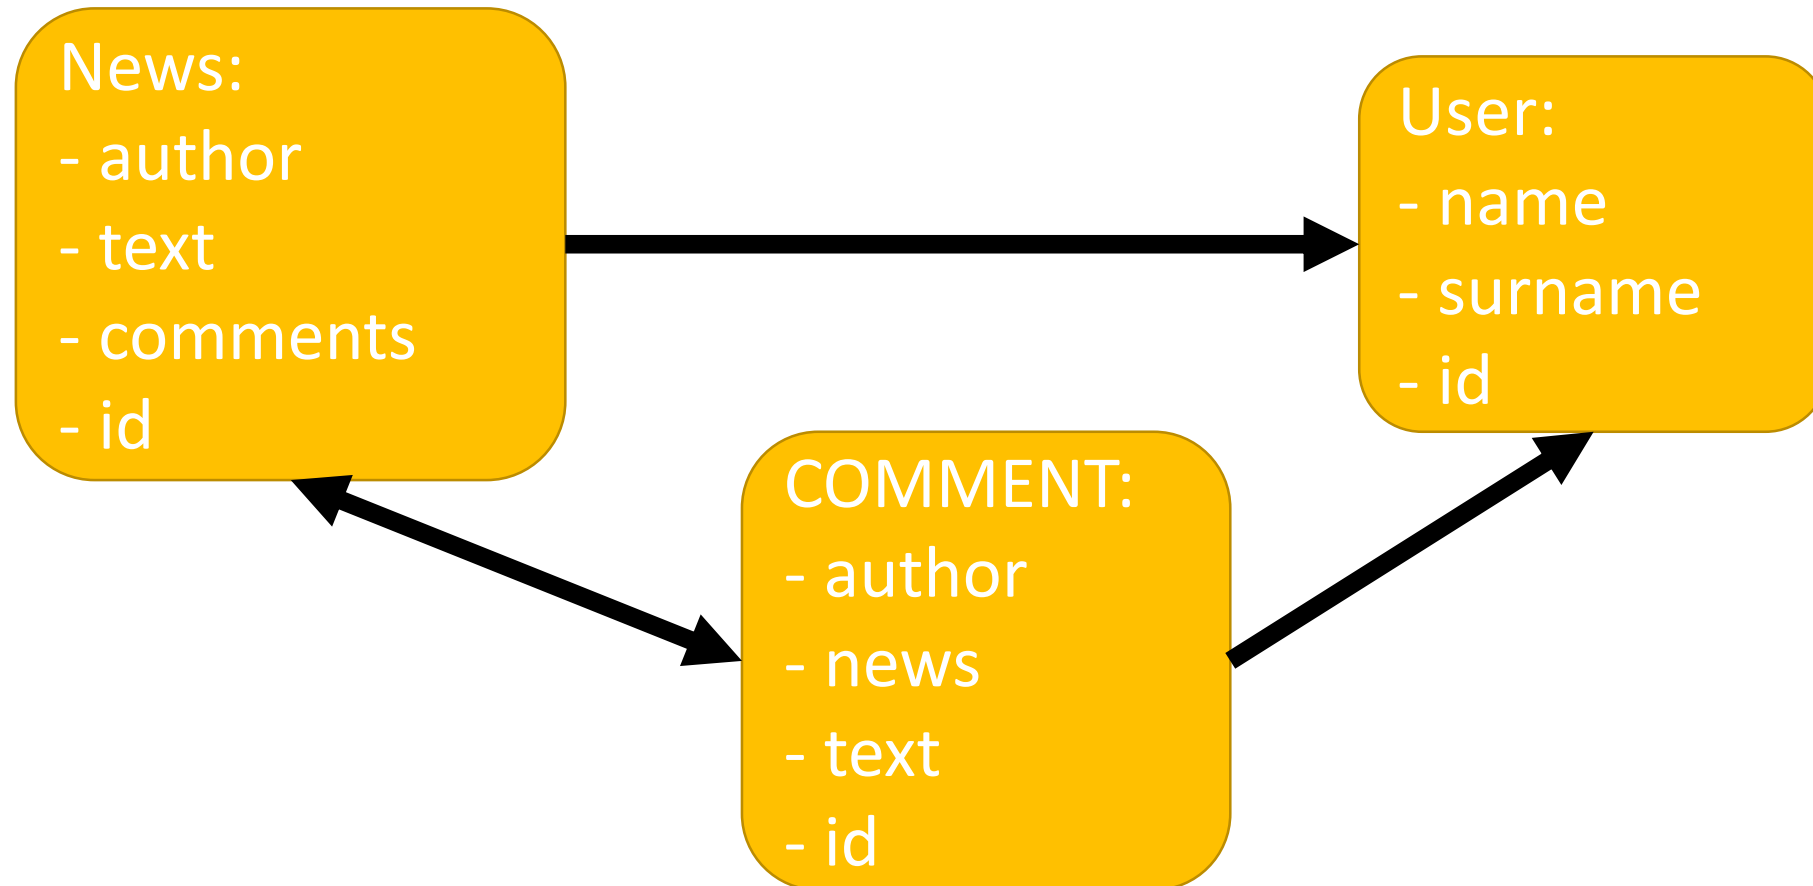 News:
- author
- text
- comments
- id
User:
- name
- surname
- id
COMMENT:
- author
- news
- text
- id